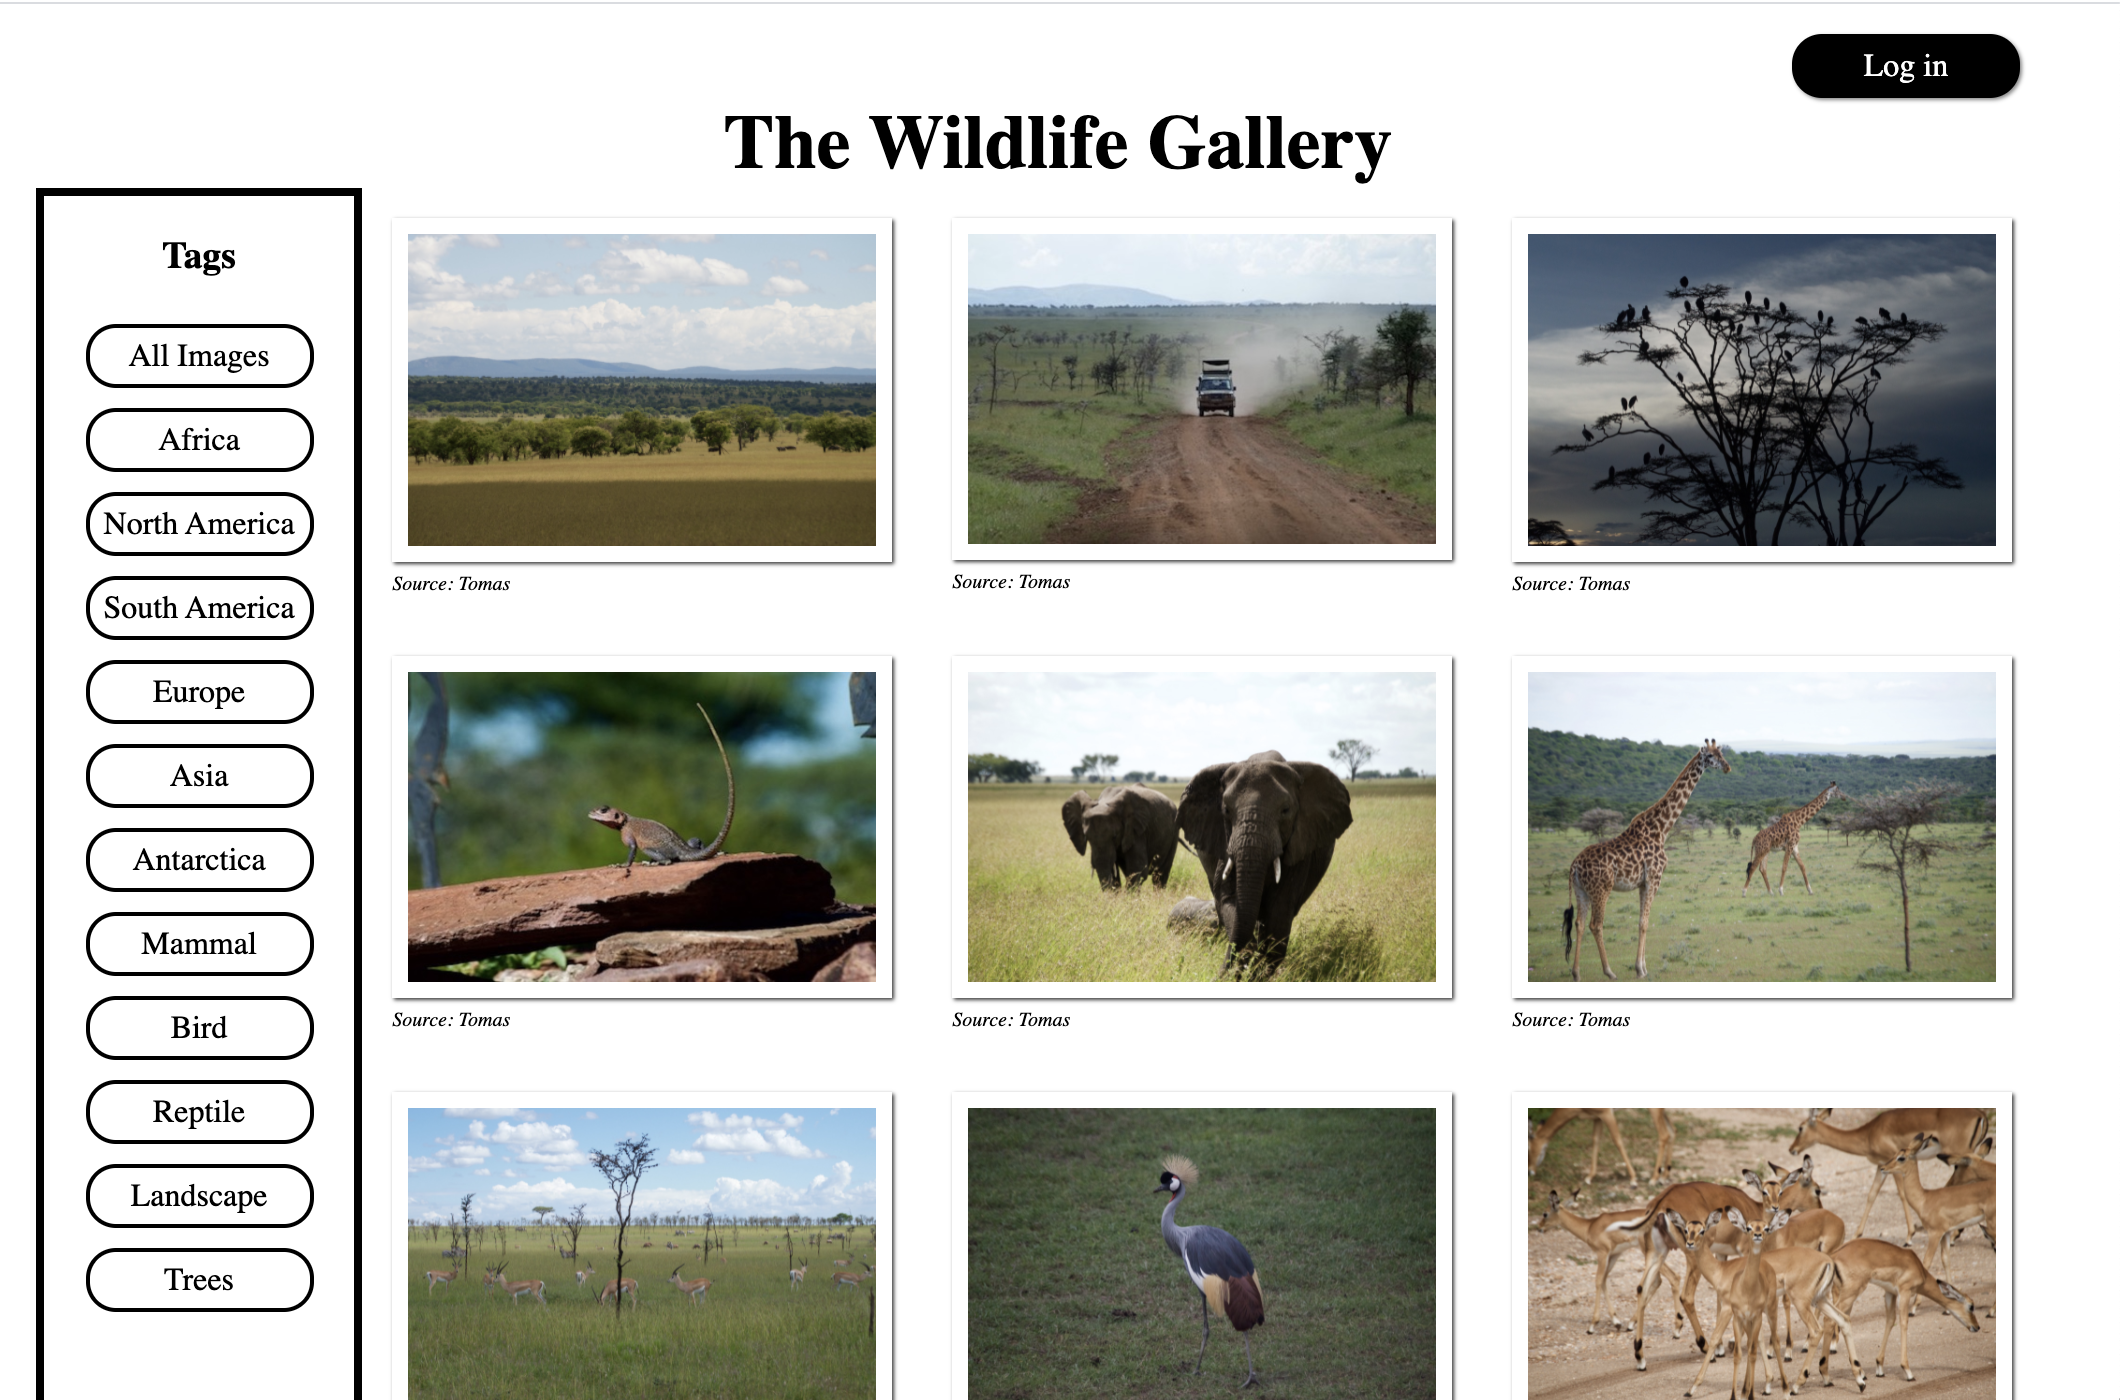 Log in
The Wildlife Gallery
Tags
All Images
Africa
North America
South America
Europe
Asia
Antarctica
Mammal
Bird
Reptile
Landscape
Trees
Source: Tomas
Source: Tomas
Source: Tomas
Source: Tomas
Source: Tomas
Source: Tomas